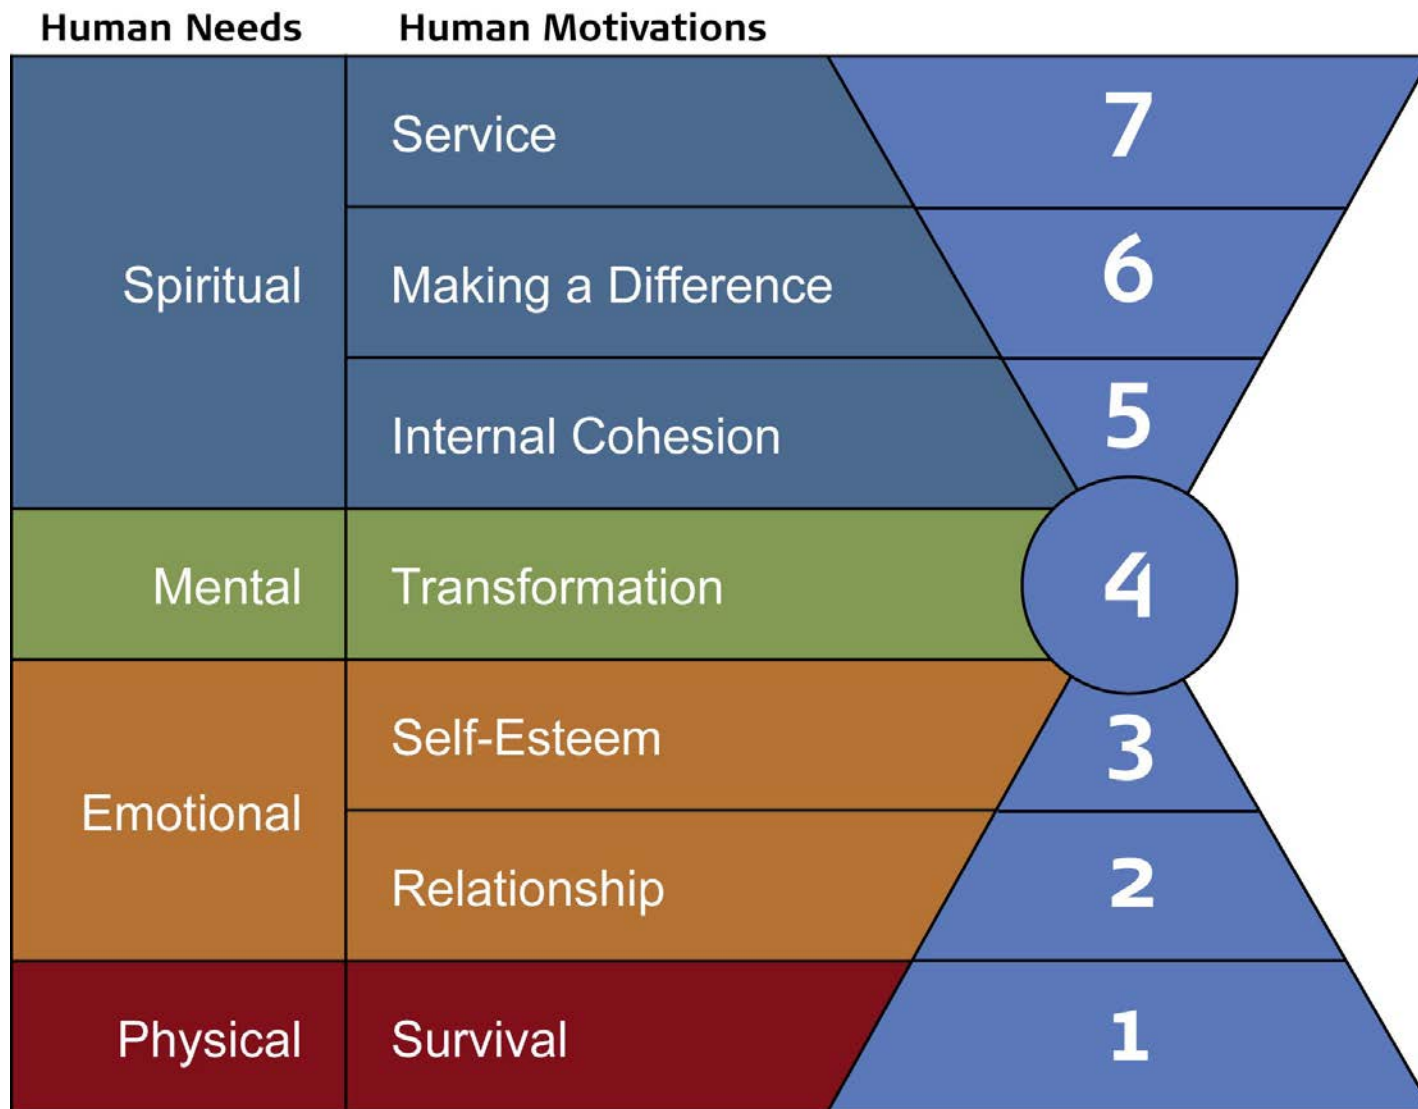 Human Needs Human Motivations
Service 7
Spiritual Making a Difference 6
Internal Cohesion 5
Mental Transformation 4
Self-Esteem 3
Emotional
Relationship 2
Physical Survival 1